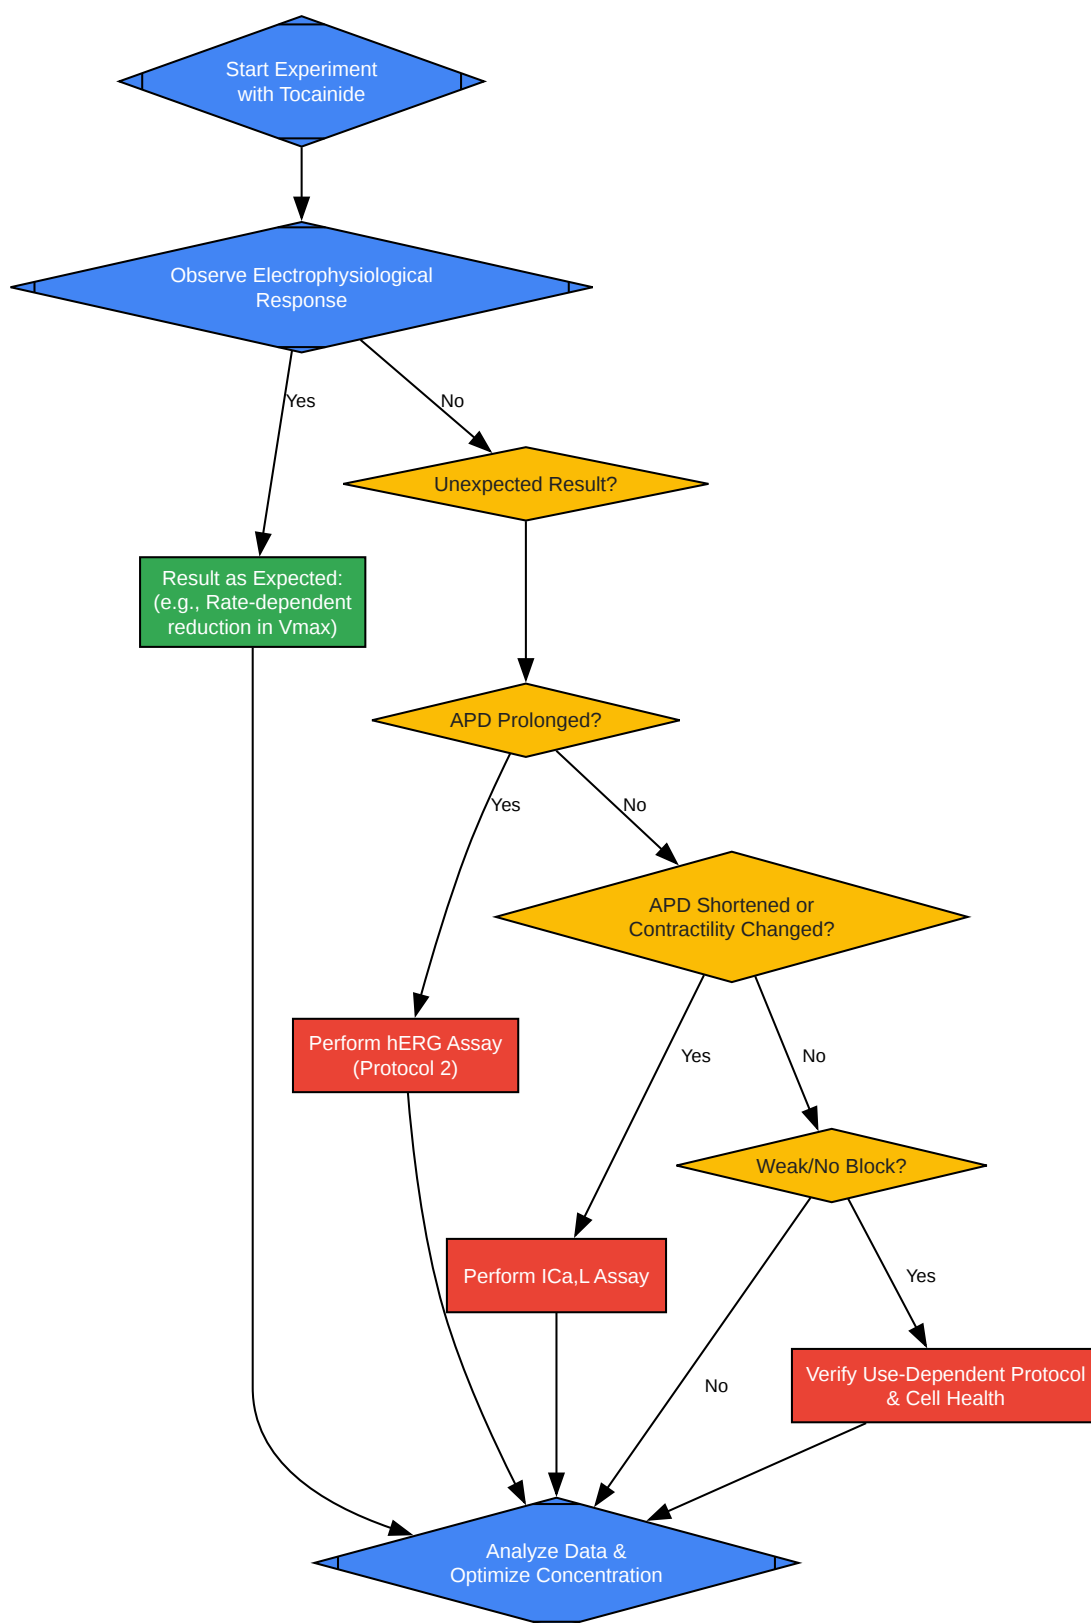 Start Experiment
with Tocainide
Observe Electrophysiological
Response
Yes
No
Unexpected Result?
Result as Expected:
(e.g., Rate-dependent
reduction in Vmax)
APD Prolonged?
Yes
No
APD Shortened or
Contractility Changed?
Perform hERG Assay
(Protocol 2)
Yes
No
Weak/No Block?
Perform ICa,L Assay
Yes
No
Verify Use-Dependent Protocol
& Cell Health
Analyze Data &
Optimize Concentration